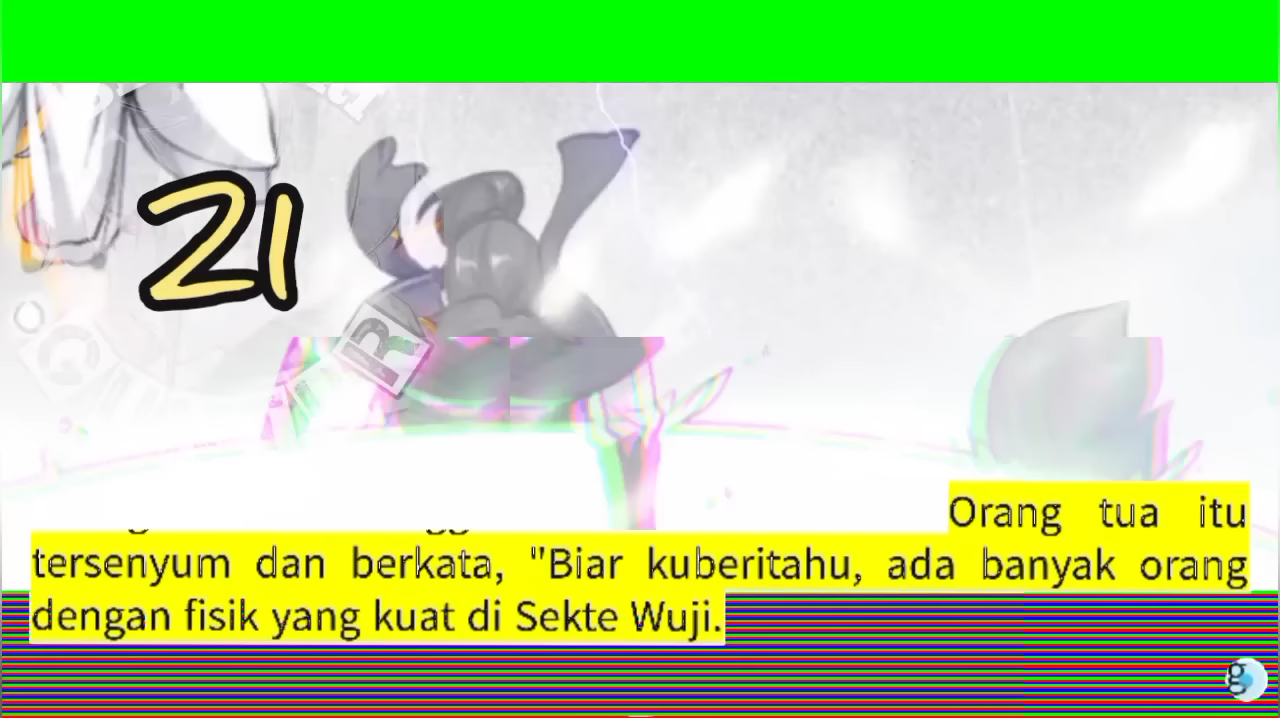 21
Orang tua itu
tersenyum dan berkata, "Biar kuberitahu, ada banyak orang
dengan fisik yang kuat di Sekte Wuji.
g